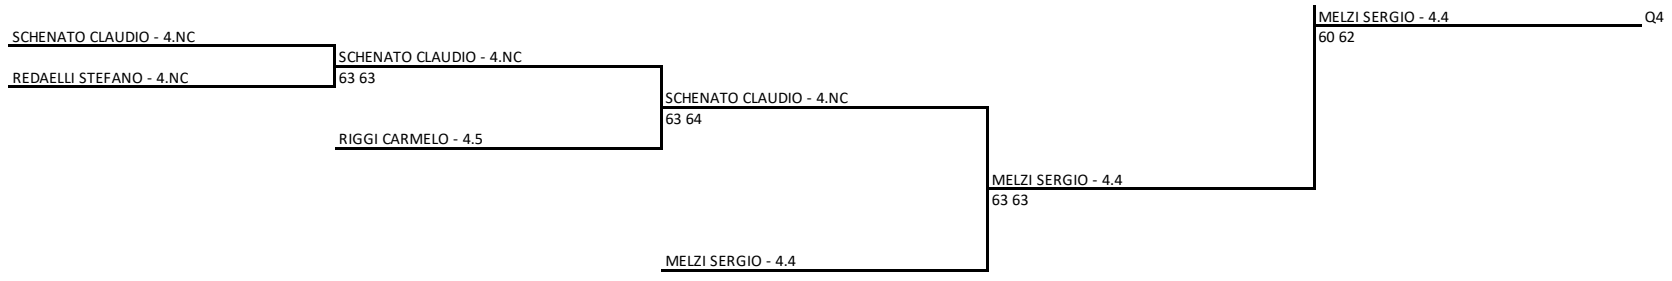 SCHENATO CLAUDIO - 4.NC
REDAELLI STEFANO - 4.NC
SCHENATO CLAUDIO - 4.NC
63 63
RIGGI CARMELO - 4.5
SCHENATO CLAUDIO - 4.NC
63 64
MELZI SERGIO - 4.4
MELZI SERGIO - 4.4
63 63
MELZI SERGIO - 4.4
60 62
Q4